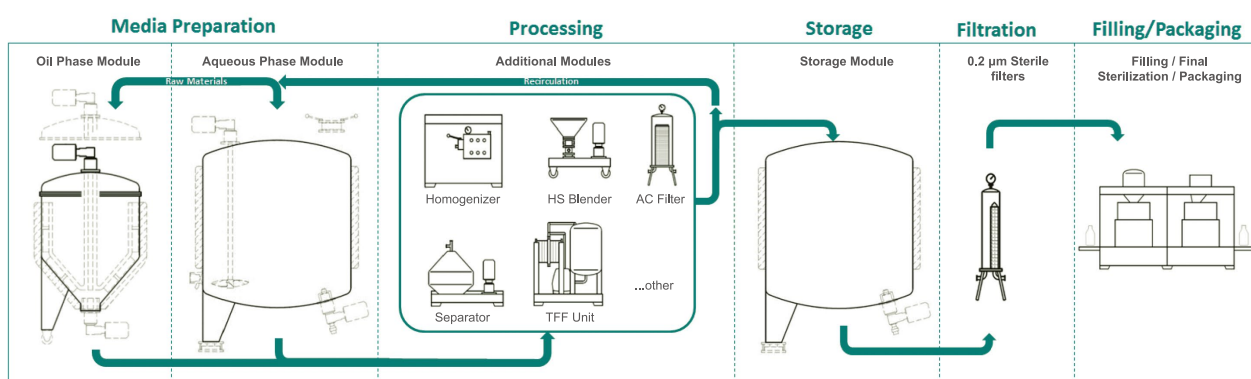 Media Preparation
Processing
Storage
Filtration
Filling/Packaging
Oil Phase Module
Aqueous Phase Module
Additional Modules
Storage Module
0.2 µm Sterile
filters
Filling / Final
Sterilization / Packaging
Raw Materials
Recirculation
Homogenizer
HS Blender
AC Filter
Separator
TFF Unit
...other